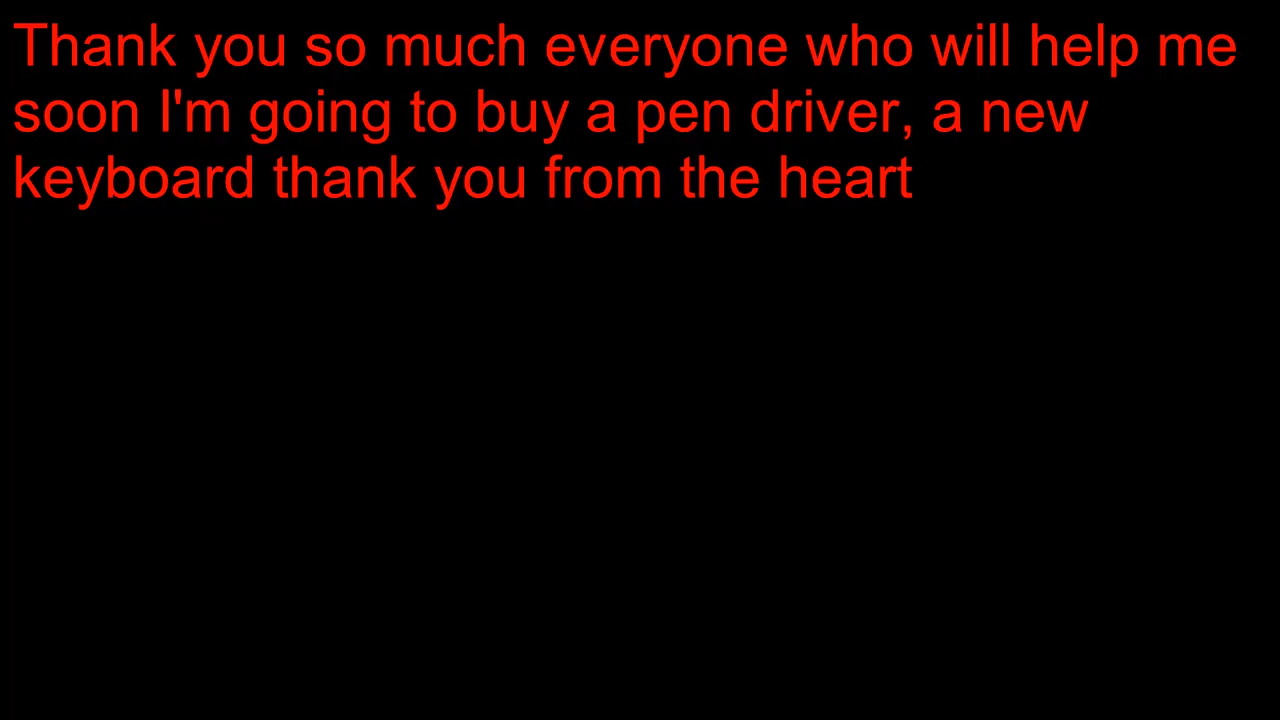 Thank you so much everyone who will help me
soon I'm going to buy a pen driver, a new
keyboard thank you from the heart